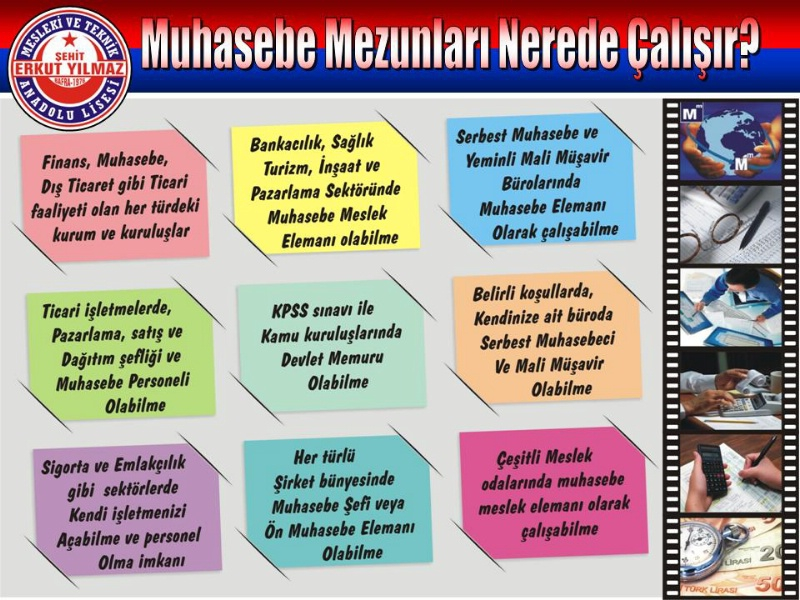 MESLEKİ VE TEKNİK
ŞEHİT
ERKUT YILMAZ
ANADOLU LİSESİ
Muhasebe Mezunları Nerede Çalışır?
Finans, Muhasebe,
Dış Ticaret gibi Ticari
faaliyeti olan her türdeki
kurum ve kuruluşlar
Bankacılık, Sağlık
Turizm, İnşaat ve
Pazarlama Sektöründe
Muhasebe Meslek
Elemanı olabilme
Serbest Muhasebe ve
Yeminli Mali Müşavir
Bürolarında
Muhasebe Elemanı
Olarak çalışabilme
Ticari işletmelerde,
Pazarlama, satış ve
Dağıtım şefliği ve
Muhasebe Personeli
Olabilme
KPSS sınavı ile
Kamu kuruluşlarında
Devlet Memuru
Olabilme
Belirli koşullarda,
Kendinize ait büroda
Serbest Muhasebeci
Ve Mali Müşavir
Olabilme
Sigorta ve Emlakçılık
gibi sektörlerde
Kendi işletmenizi
Açabilme ve personel
Olma imkanı
Her türlü
Şirket bünyesinde
Muhasebe Şefi veya
Ön Muhasebe Elemanı
Olabilme
Çeşitli Meslek
odalarında muhasebe
meslek elemanı olarak
çalışabilme
M
M
20
LİRASI
TÜRK LİRASI